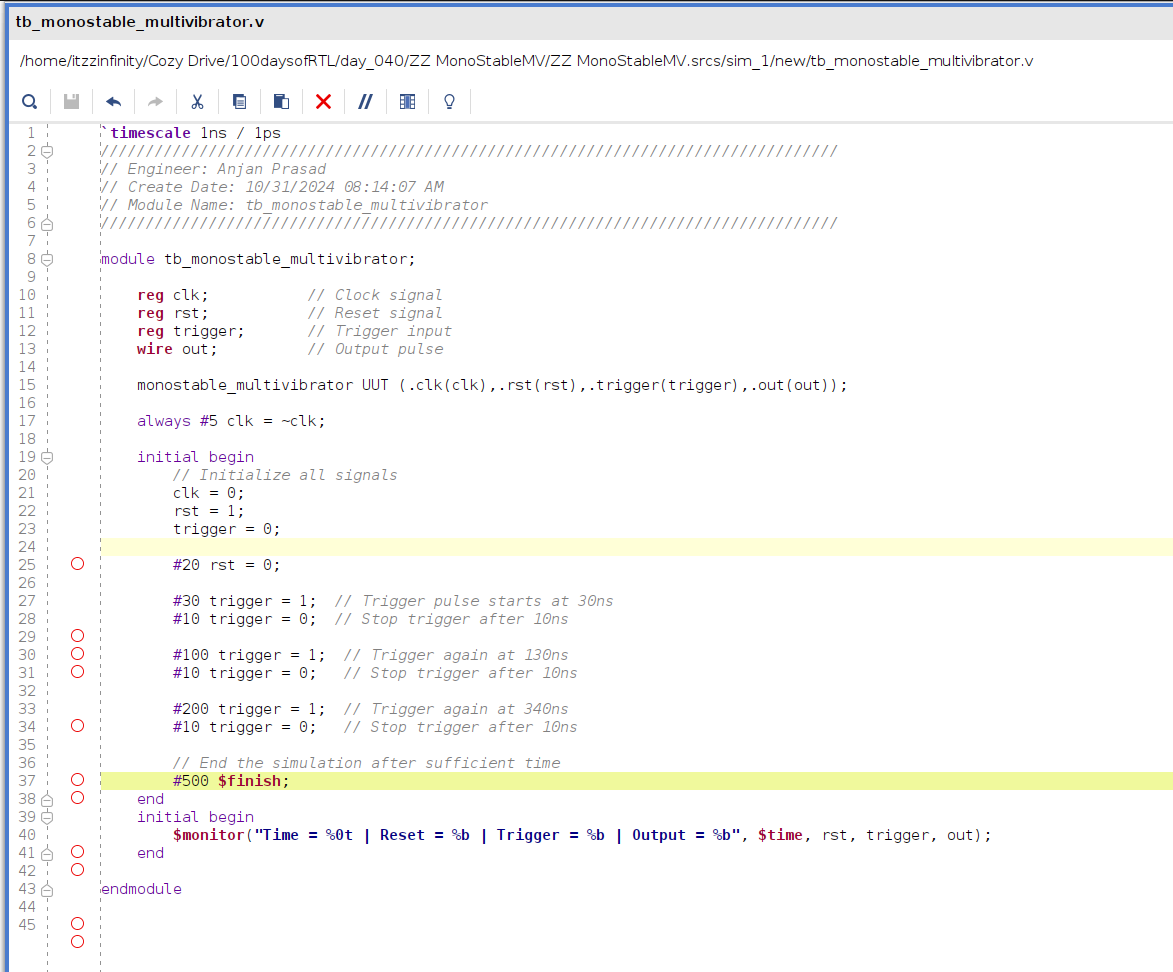 tb_monostable_multivibrator.v
/home/itzzinfinity/Cozy Drive/100daysofRTL/day_040/ZZ MonoStableMV/ZZ MonoStableMV.srcs/sim_1/new/tb_monostable_multivibrator.v
1 `timescale 1ns / 1ps
2 //////////////////////////////////////////////////////////////////////////////////
3 // Engineer: Anjan Prasad
4 // Create Date: 10/31/2024 08:14:07 AM
5 // Module Name: tb_monostable_multivibrator
6 //////////////////////////////////////////////////////////////////////////////////
7
8 module tb_monostable_multivibrator;
9
10     reg clk;           // Clock signal
11     reg rst;           // Reset signal
12     reg trigger;       // Trigger input
13     wire out;          // Output pulse
14
15     monostable_multivibrator UUT (.clk(clk),.rst(rst),.trigger(trigger),.out(out));
16
17     always #5 clk = ~clk;
18
19     initial begin
20         // Initialize all signals
21         clk = 0;
22         rst = 1;
23         trigger = 0;
24
25         #20 rst = 0;
26
27         #30 trigger = 1;  // Trigger pulse starts at 30ns
28         #10 trigger = 0;  // Stop trigger after 10ns
29
30         #100 trigger = 1;  // Trigger again at 130ns
31         #10 trigger = 0;   // Stop trigger after 10ns
32
33         #200 trigger = 1;  // Trigger again at 340ns
34         #10 trigger = 0;   // Stop trigger after 10ns
35
36         // End the simulation after sufficient time
37         #500 $finish;
38     end
39     initial begin
40         $monitor("Time = %0t | Reset = %b | Trigger = %b | Output = %b", $time, rst, trigger, out);
41     end
42
43 endmodule
44
45